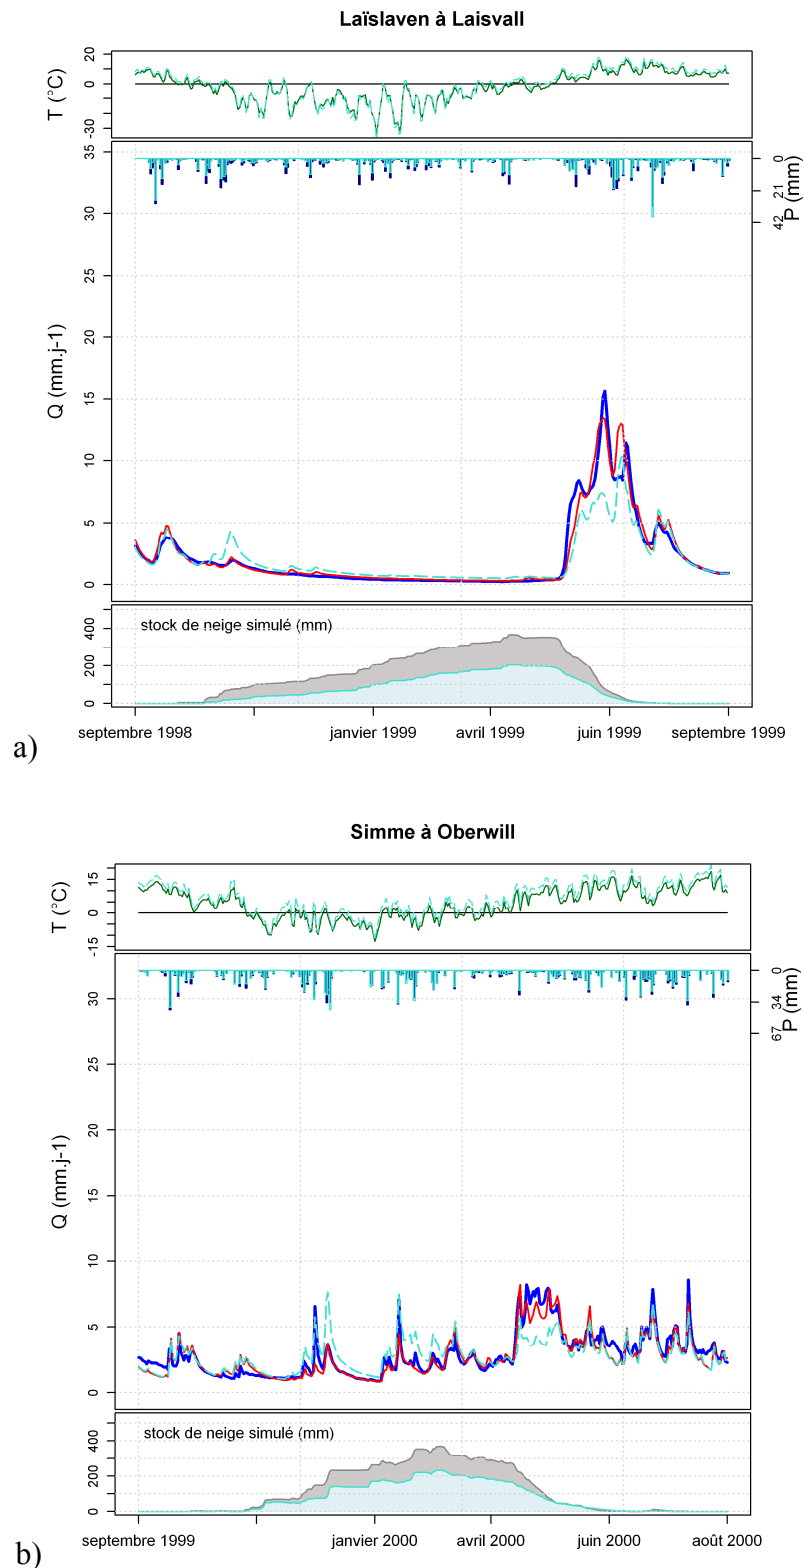 Laïslaven à Laisvall
T (°C)
20
0
-30
35
30
25
20
15
10
5
0
Q (mm.j-1)
0
21
42
P (mm)
stock de neige simulé (mm)
400
200
0
septembre 1998
janvier 1999
avril 1999
juin 1999
septembre 1999
a)
Simme à Oberwill
T (°C)
15
0
-15
30
25
20
15
10
5
0
Q (mm.j-1)
0
34
67
P (mm)
stock de neige simulé (mm)
400
200
0
septembre 1999
janvier 2000
avril 2000
juin 2000
août 2000
b)